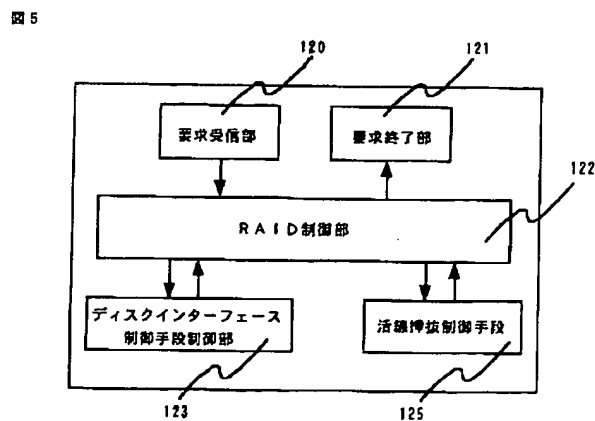 図5
120
121
要求受信部
要求終了部
122
RAID制御部
ディスクインターフェース
制御手段制御部
活線挿抜制御手段
123
125